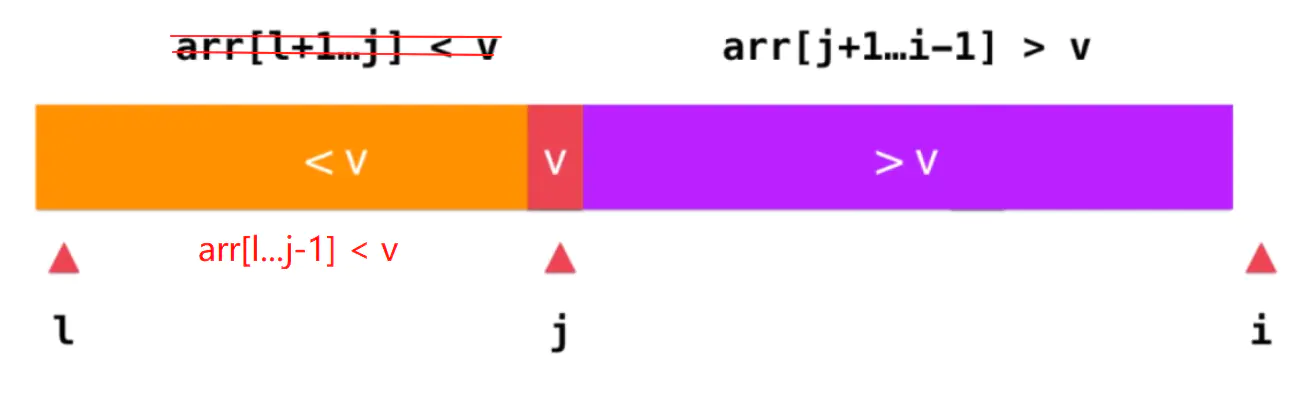 arr[l+1…j] < v
arr[j+1…i-1] > v
< v
v
> v
arr[l...j-1] < v
l
j
i